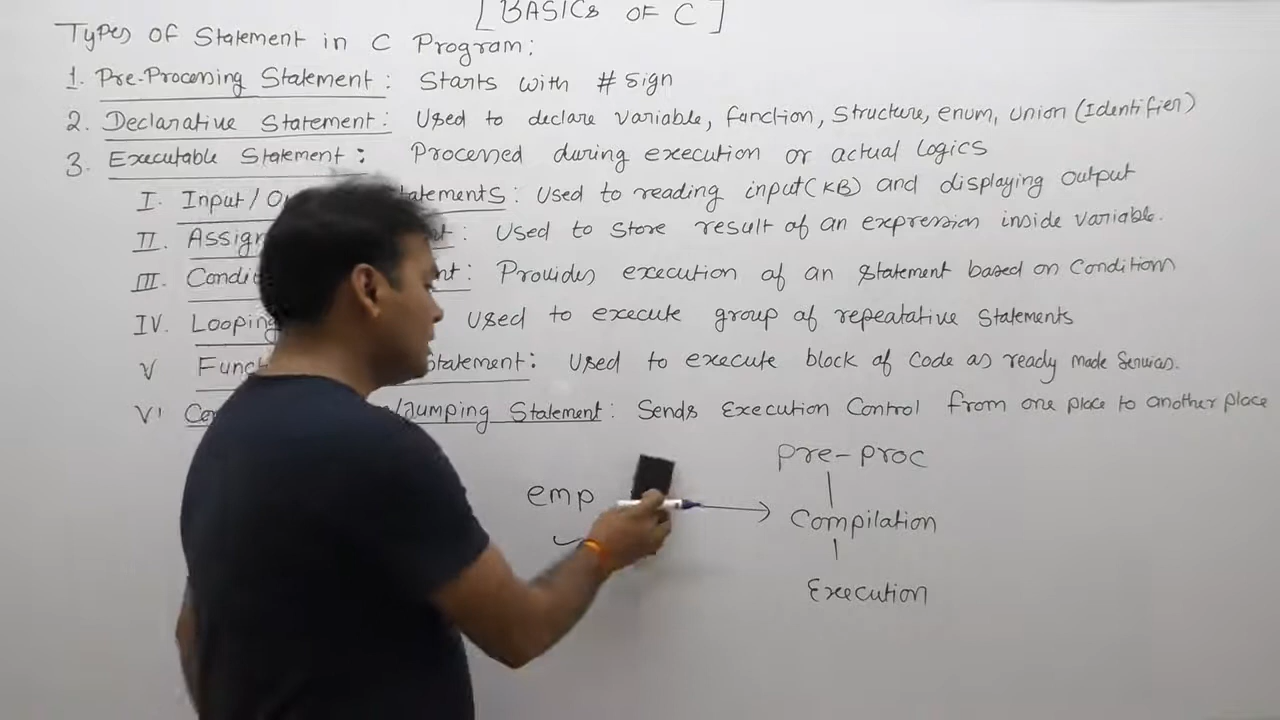 [BASICS OF C]
Types of Statement in C Program:
1. Pre-Processing Statement: Starts with # sign
2. Declarative Statement: Used to declare variable, function, structure, enum, union (Identifier)
3. Executable Statement: Processed during execution or actual logics
I. Input/ : Used to reading input(KB) and displaying output
II. : Used to store result of an expression inside variable.
III. : Provides execution of an statement based on Condition
IV. Looping Used to execute group of repeatative statements
V Statement: Used to execute block of code as ready made services.
VI /Jumping Statement: Sends Execution Control from one place to another place
Pre-Proc
emp
Compilation
Execution